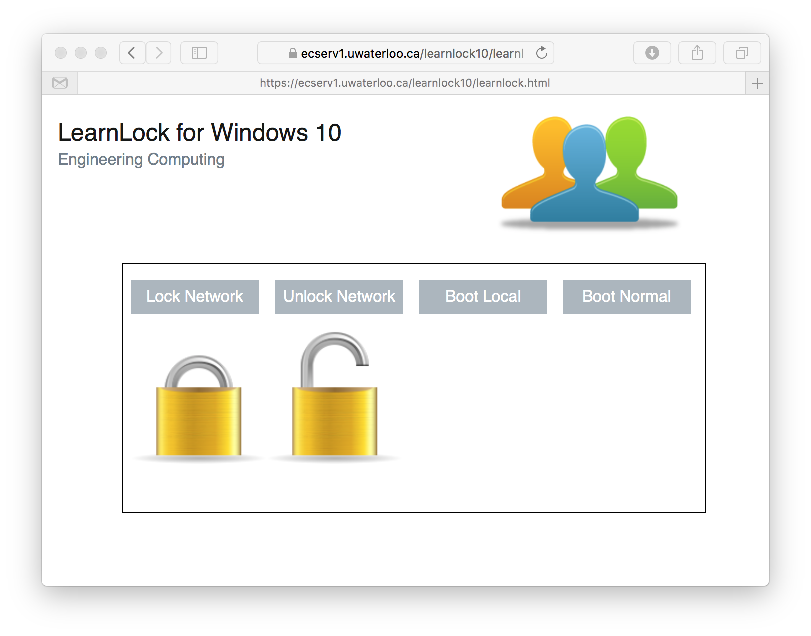 ecserv1.uwaterloo.ca/learnlock10/learnl
https://ecserv1.uwaterloo.ca/learnlock10/learnlock.html
LearnLock for Windows 10
Engineering Computing
Lock Network Unlock Network Boot Local Boot Normal